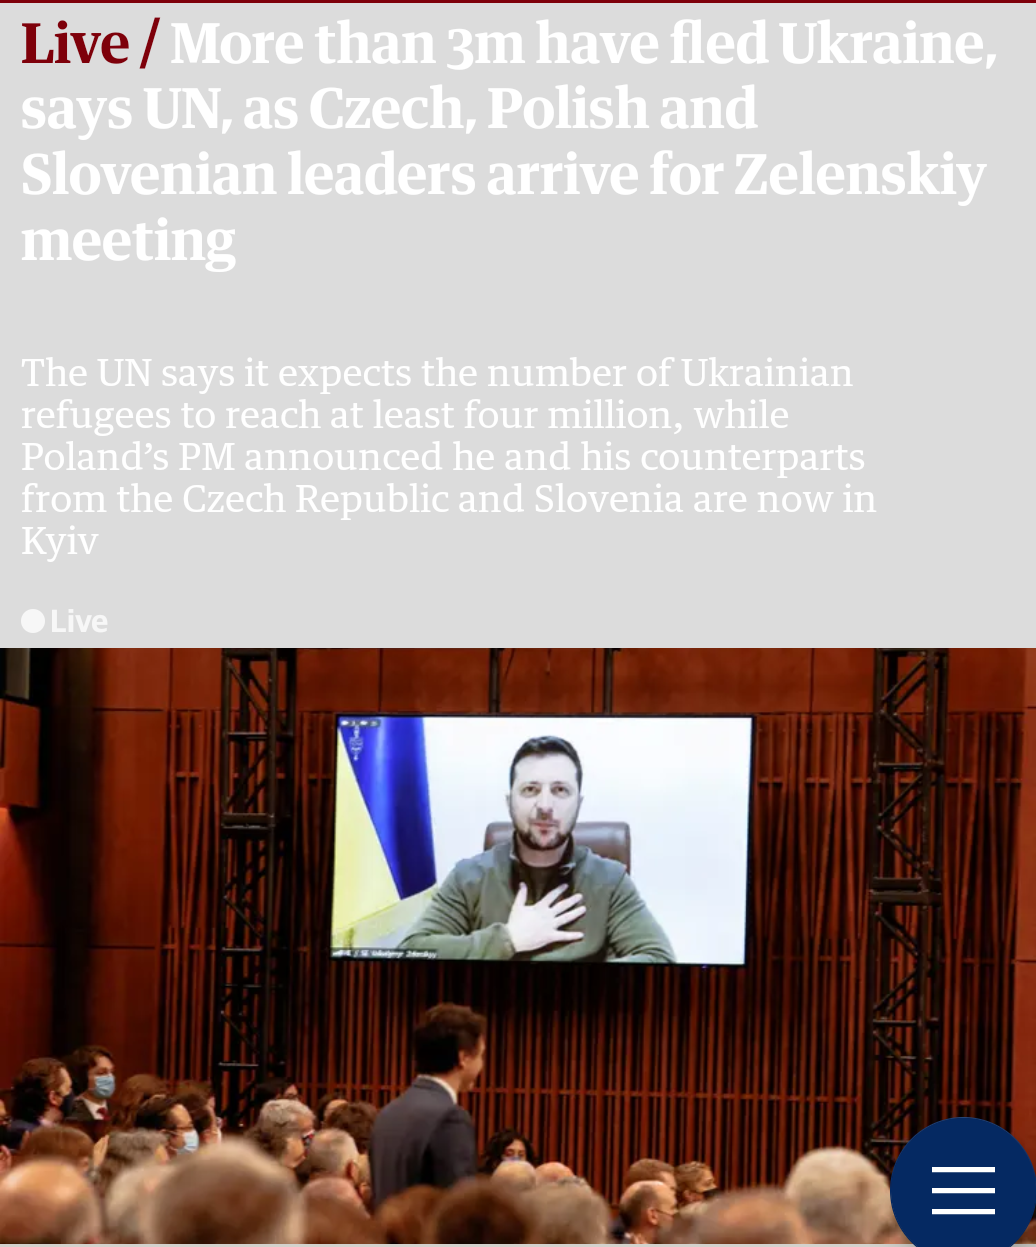 Live / More than 3m have fled Ukraine,
says UN, as Czech, Polish and
Slovenian leaders arrive for Zelenskiy
meeting
The UN says it expects the number of Ukrainian
refugees to reach at least four million, while
Poland’s PM announced he and his counterparts
from the Czech Republic and Slovenia are now in
Kyiv
Live